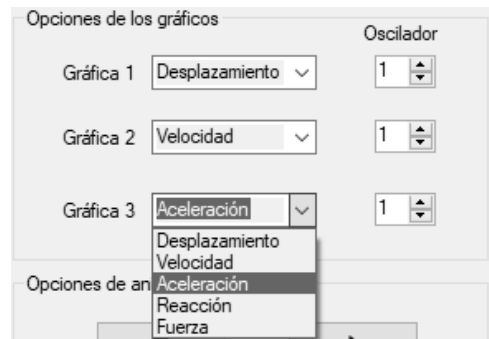 Opciones de los gráficos
Oscilador
Gráfica 1 Desplazamiento 1
Gráfica 2 Velocidad 1
Gráfica 3 Aceleración 1
Desplazamiento
Velocidad
Opciones de an Aceleración
Reacción
Fuerza